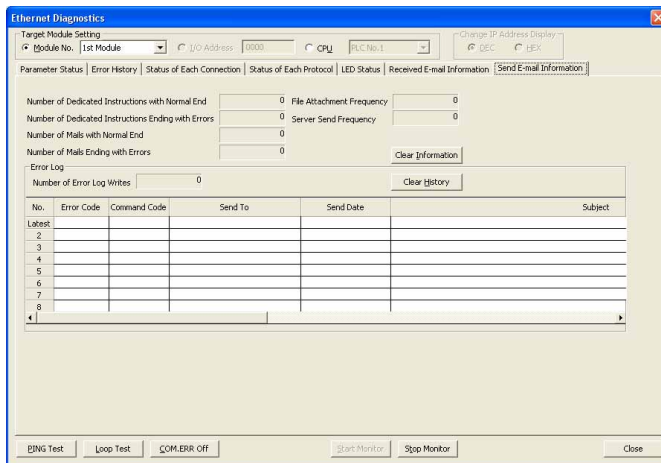 Ethernet Diagnostics
Target Module Setting
Module No. 1st Module I/O Address 0000 CPU PLC No.1
Change IP Address Display
DEC HEX
Parameter Status Error History Status of Each Connection Status of Each Protocol LED Status Received E-mail Information Send E-mail Information
Number of Dedicated Instructions with Normal End 0 File Attachment Frequency 0
Number of Dedicated Instructions Ending with Errors 0 Server Send Frequency 0
Number of Mails with Normal End 0
Number of Mails Ending with Errors 0 Clear Information
Error Log
Number of Error Log Writes 0 Clear History
No. Error Code Command Code Send To Send Date Subject
Latest
2
3
4
5
6
7
8
PING Test Loop Test COM.ERR Off Start Monitor Stop Monitor Close